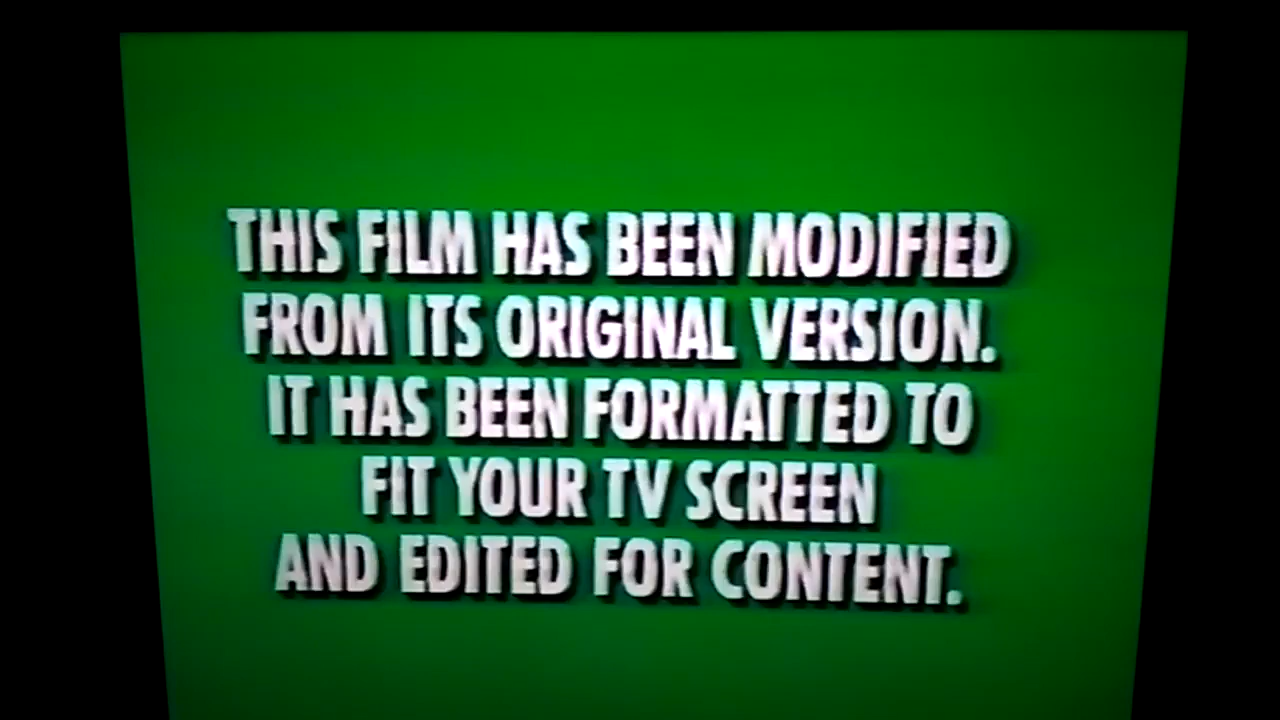 THIS FILM HAS BEEN MODIFIED
FROM ITS ORIGINAL VERSION.
IT HAS BEEN FORMATTED TO
FIT YOUR TV SCREEN
AND EDITED FOR CONTENT.